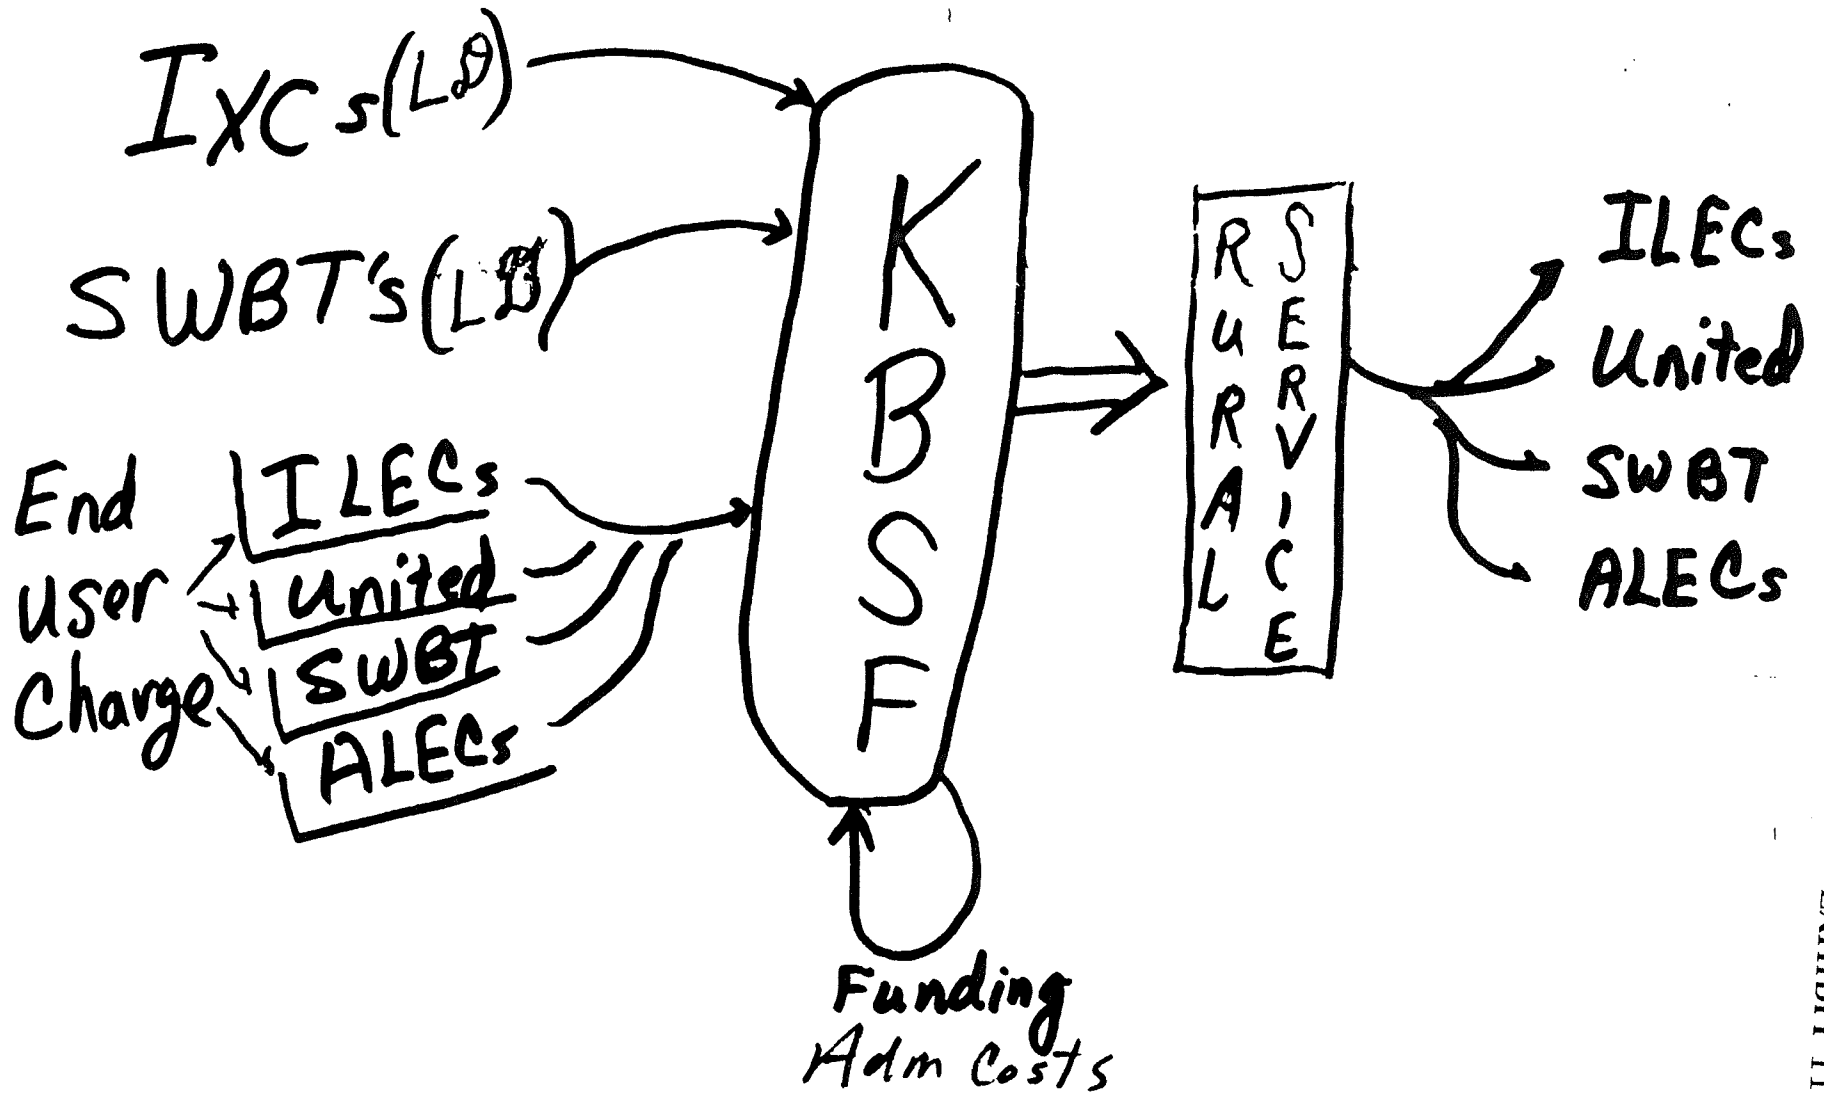 IXCs (LD)
SWBT's (LD)
End
User
Charge
ILECs
United
SWBT
ALECs
KBSF
RURAL
SERVICE
ILECs
United
SWBT
ALECs
Funding
Adm Costs